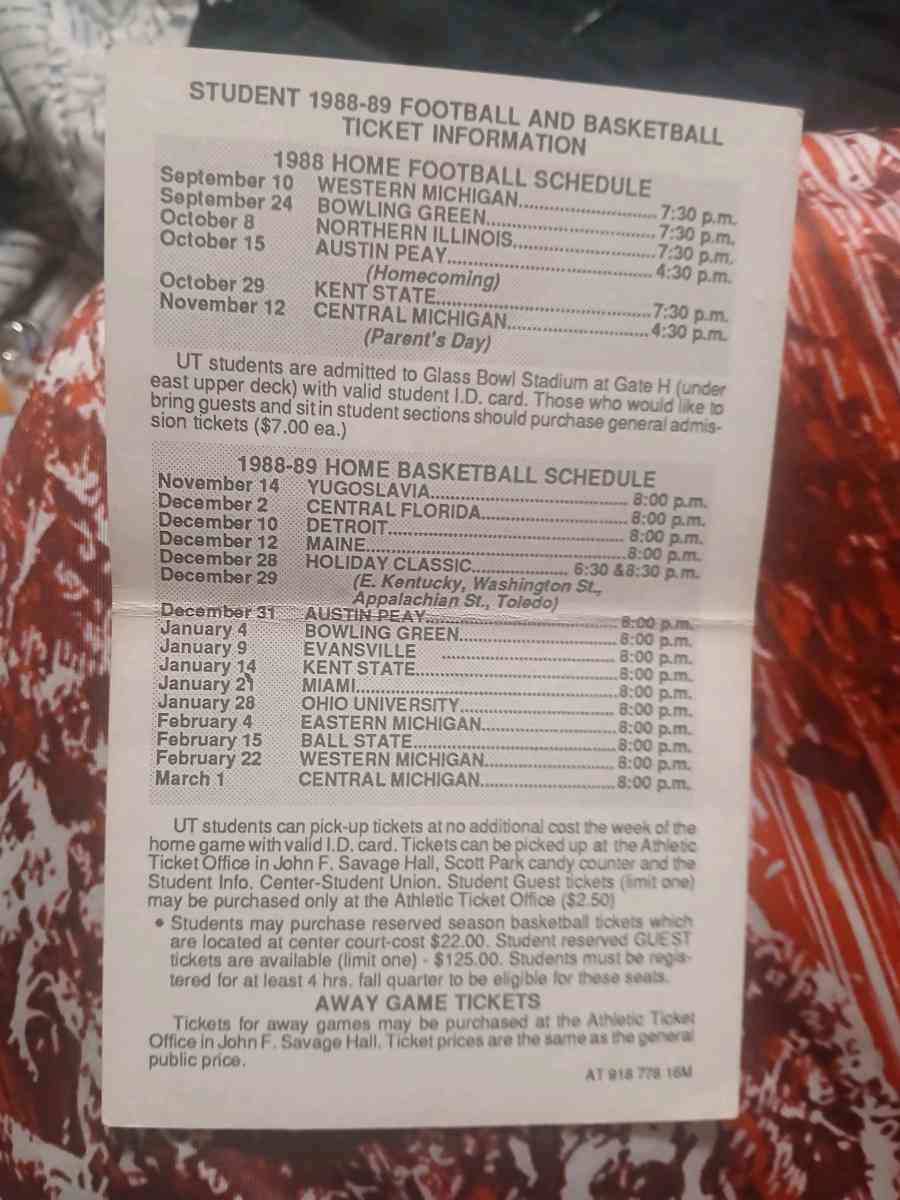 STUDENT 1988-89 FOOTBALL AND BASKETBALL
TICKET INFORMATION
1988 HOME FOOTBALL SCHEDULE
September 10 WESTERN MICHIGAN........................7:30 p.m.
September 24 BOWLING GREEN..............................7:30 p.m.
October 8 NORTHERN ILLINOIS.........................7:30 p.m.
October 15 AUSTIN PEAY....................................4:30 p.m.
(Homecoming)
October 29 KENT STATE.....................................7:30 p.m.
November 12 CENTRAL MICHIGAN.........................4:30 p.m.
(Parent's Day)
UT students are admitted to Glass Bowl Stadium at Gate H (under
east upper deck) with valid student I.D. card. Those who would like to
bring guests and sit in student sections should purchase general admis-
sion tickets ($7.00 ea.)
1988-89 HOME BASKETBALL SCHEDULE
November 14 YUGOSLAVIA.................................. 8:00 p.m.
December 2 CENTRAL FLORIDA......................... 8:00 p.m.
December 10 DETROIT......................................... 8:00 p.m.
December 12 MAINE.............................................8:00 p.m.
December 28 HOLIDAY CLASSIC................ 6:30 &8:30 p.m.
December 29 (E. Kentucky, Washington St.,
Appalachian St., Toledo)
December 31 AUSTIN PEAY................................. 8:00 p.m.
January 4 BOWLING GREEN........................... 8:00 p.m.
January 9 EVANSVILLE ............................. 8:00 p.m.
January 14 KENT STATE................................... 8:00 p.m.
January 21 MIAMI............................................8:00 p.m.
January 28 OHIO UNIVERSITY......................... 8:00 p.m.
February 4 EASTERN MICHIGAN...................... 8:00 p.m.
February 15 BALL STATE................................... 8:00 p.m.
February 22 WESTERN MICHIGAN......................8:00 p.m.
March 1 CENTRAL MICHIGAN.......................8:00 p.m.
UT students can pick-up tickets at no additional cost the week of the
home game with valid I.D. card. Tickets can be picked up at the Athletic
Ticket Office in John F. Savage Hall, Scott Park candy counter and the
Student Info. Center-Student Union. Student Guest tickets (limit one)
may be purchased only at the Athletic Ticket Office ($2.50)
• Students may purchase reserved season basketball tickets which
are located at center court-cost $22.00. Student reserved GUEST
tickets are available (limit one) - $125.00. Students must be regis-
tered for at least 4 hrs. fall quarter to be eligible for these seats.
AWAY GAME TICKETS
Tickets for away games may be purchased at the Athletic Ticket
Office in John F. Savage Hall. Ticket prices are the same as the general
public price.
AT 918 778 16M